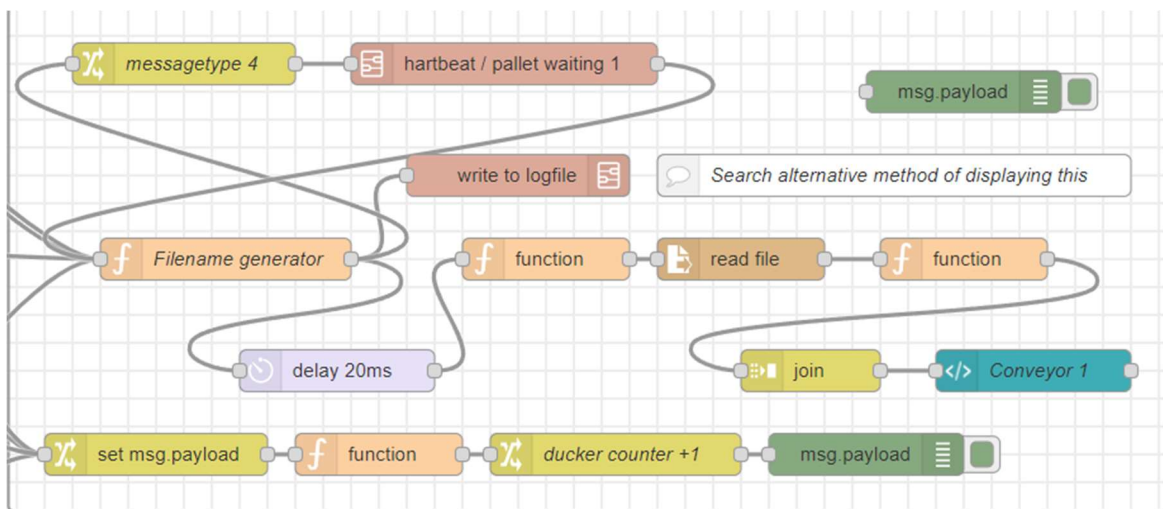 messagetype 4
hartbeat / pallet waiting 1
msg.payload
write to logfile
Search alternative method of displaying this
Filename generator
function
read file
function
delay 20ms
join
Conveyor 1
set msg.payload
function
ducker counter +1
msg.payload